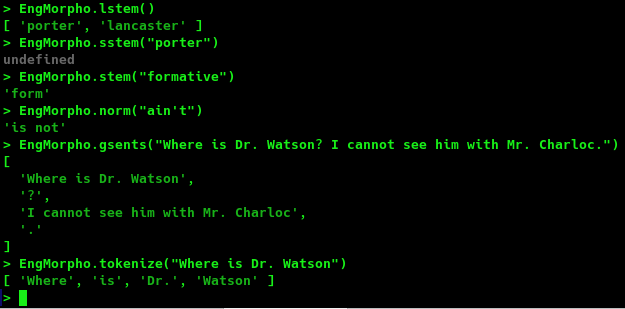 > EngMorpho.lstem()
[ 'porter', 'lancaster' ]
> EngMorpho.sstem("porter")
undefined
> EngMorpho.stem("formative")
'form'
> EngMorpho.norm("ain't")
'is not'
> EngMorpho.gsents("Where is Dr. Watson? I cannot see him with Mr. Charloc.")
[
  'Where is Dr. Watson',
  '?',
  'I cannot see him with Mr. Charloc',
  '.'
]
> EngMorpho.tokenize("Where is Dr. Watson")
[ 'Where', 'is', 'Dr.', 'Watson' ]
>